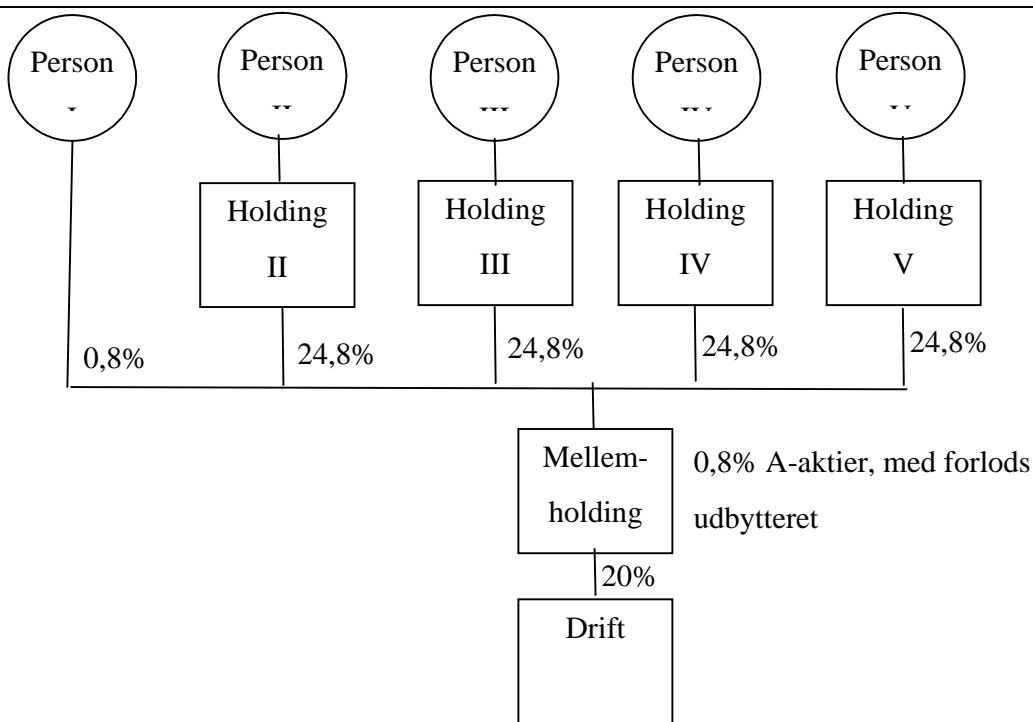 Person
Person
Person
Person
Person
Holding
II
Holding
III
Holding
IV
Holding
V
0,8%
24,8%
24,8%
24,8%
24,8%
Mellem-
holding
0,8% A-aktier, med forlods
udbytteret
20%
Drift